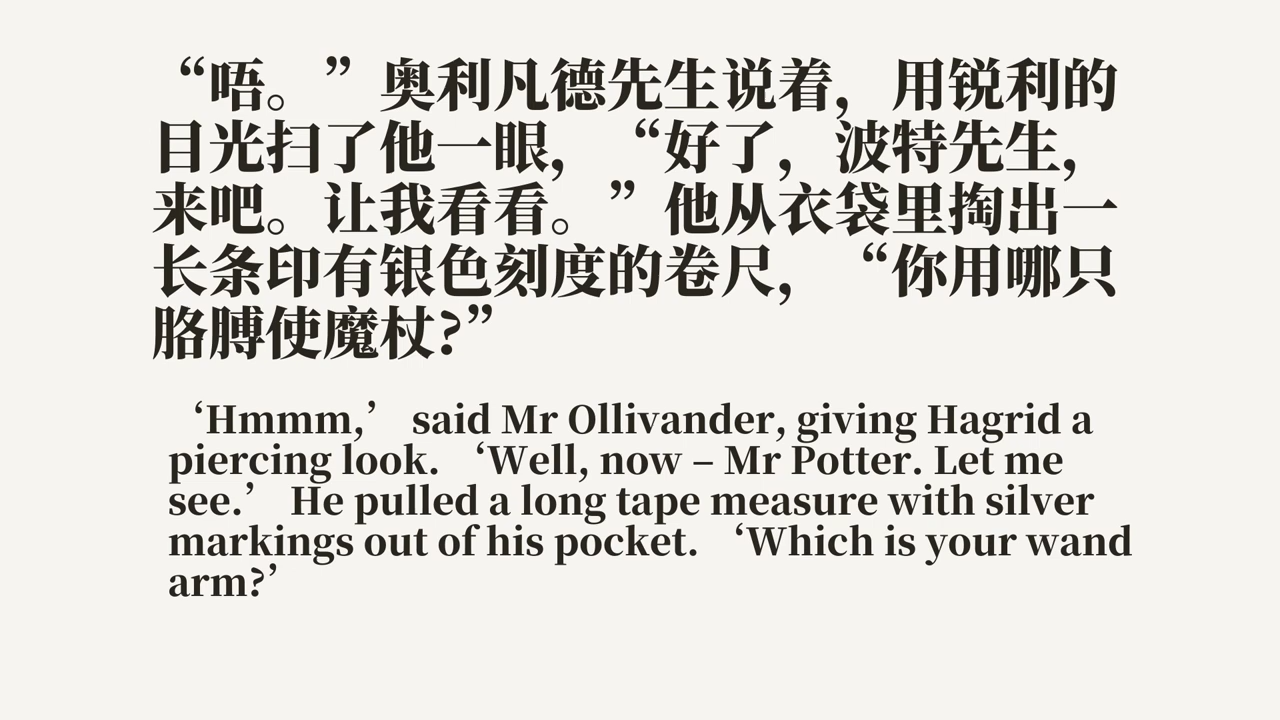 “唔。”奥利凡德先生说着，用锐利的
目光扫了他一眼，“好了，波特先生，
来吧。让我看看。”他从衣袋里掏出一
长条印有银色刻度的卷尺，“你用哪只
胳膊使魔杖?”
‘Hmmm,’ said Mr Ollivander, giving Hagrid a
piercing look. ‘Well, now – Mr Potter. Let me
see.’ He pulled a long tape measure with silver
markings out of his pocket. ‘Which is your wand
arm?’